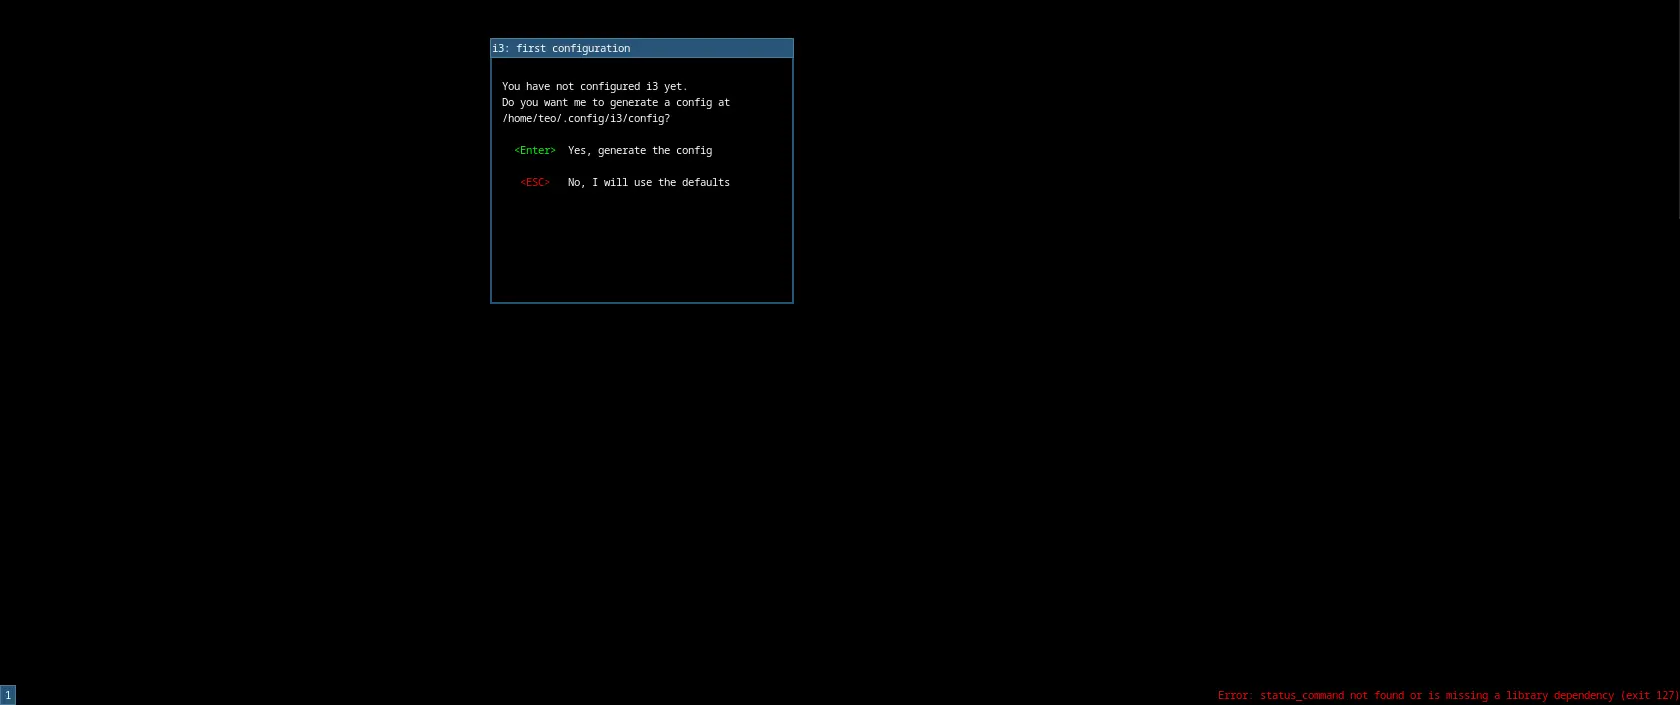 i3: first configuration
You have not configured i3 yet.
Do you want me to generate a config at
/home/teo/.config/i3/config?
<Enter> Yes, generate the config
<ESC> No, I will use the defaults
1
Error: status_command not found or is missing a library dependency (exit 127)